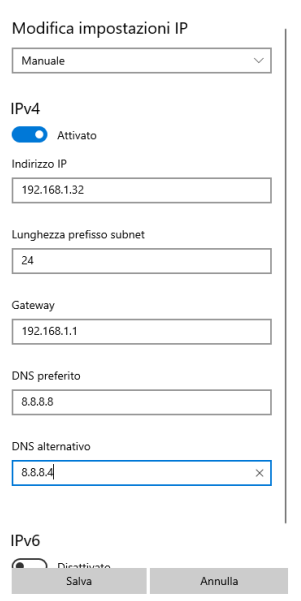 Modifica impostazioni IP
Manuale
IPv4
Attivato
Indirizzo IP
192.168.1.32
Lunghezza prefisso subnet
24
Gateway
192.168.1.1
DNS preferito
8.8.8.8
DNS alternativo
8.8.8.4
IPv6
Disattivato
Salva Annulla